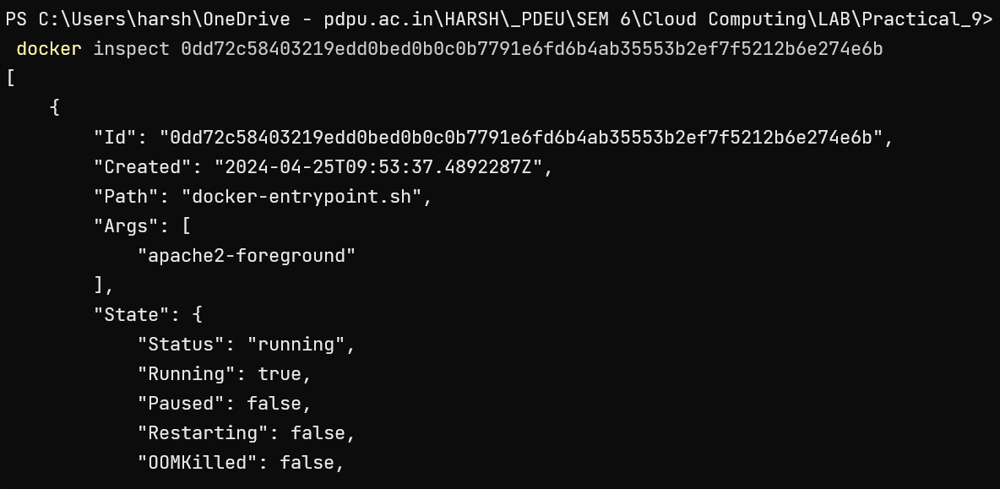 PS C:\Users\harsh\OneDrive - pdpu.ac.in\HARSH\_PDEU\SEM 6\Cloud Computing\LAB\Practical_9>
 docker inspect 0dd72c58403219edd0bed0b0c0b7791e6fd6b4ab35553b2ef7f5212b6e274e6b
[
    {
        "Id": "0dd72c58403219edd0bed0b0c0b7791e6fd6b4ab35553b2ef7f5212b6e274e6b",
        "Created": "2024-04-25T09:53:37.4892287Z",
        "Path": "docker-entrypoint.sh",
        "Args": [
            "apache2-foreground"
        ],
        "State": {
            "Status": "running",
            "Running": true,
            "Paused": false,
            "Restarting": false,
            "OOMKilled": false,